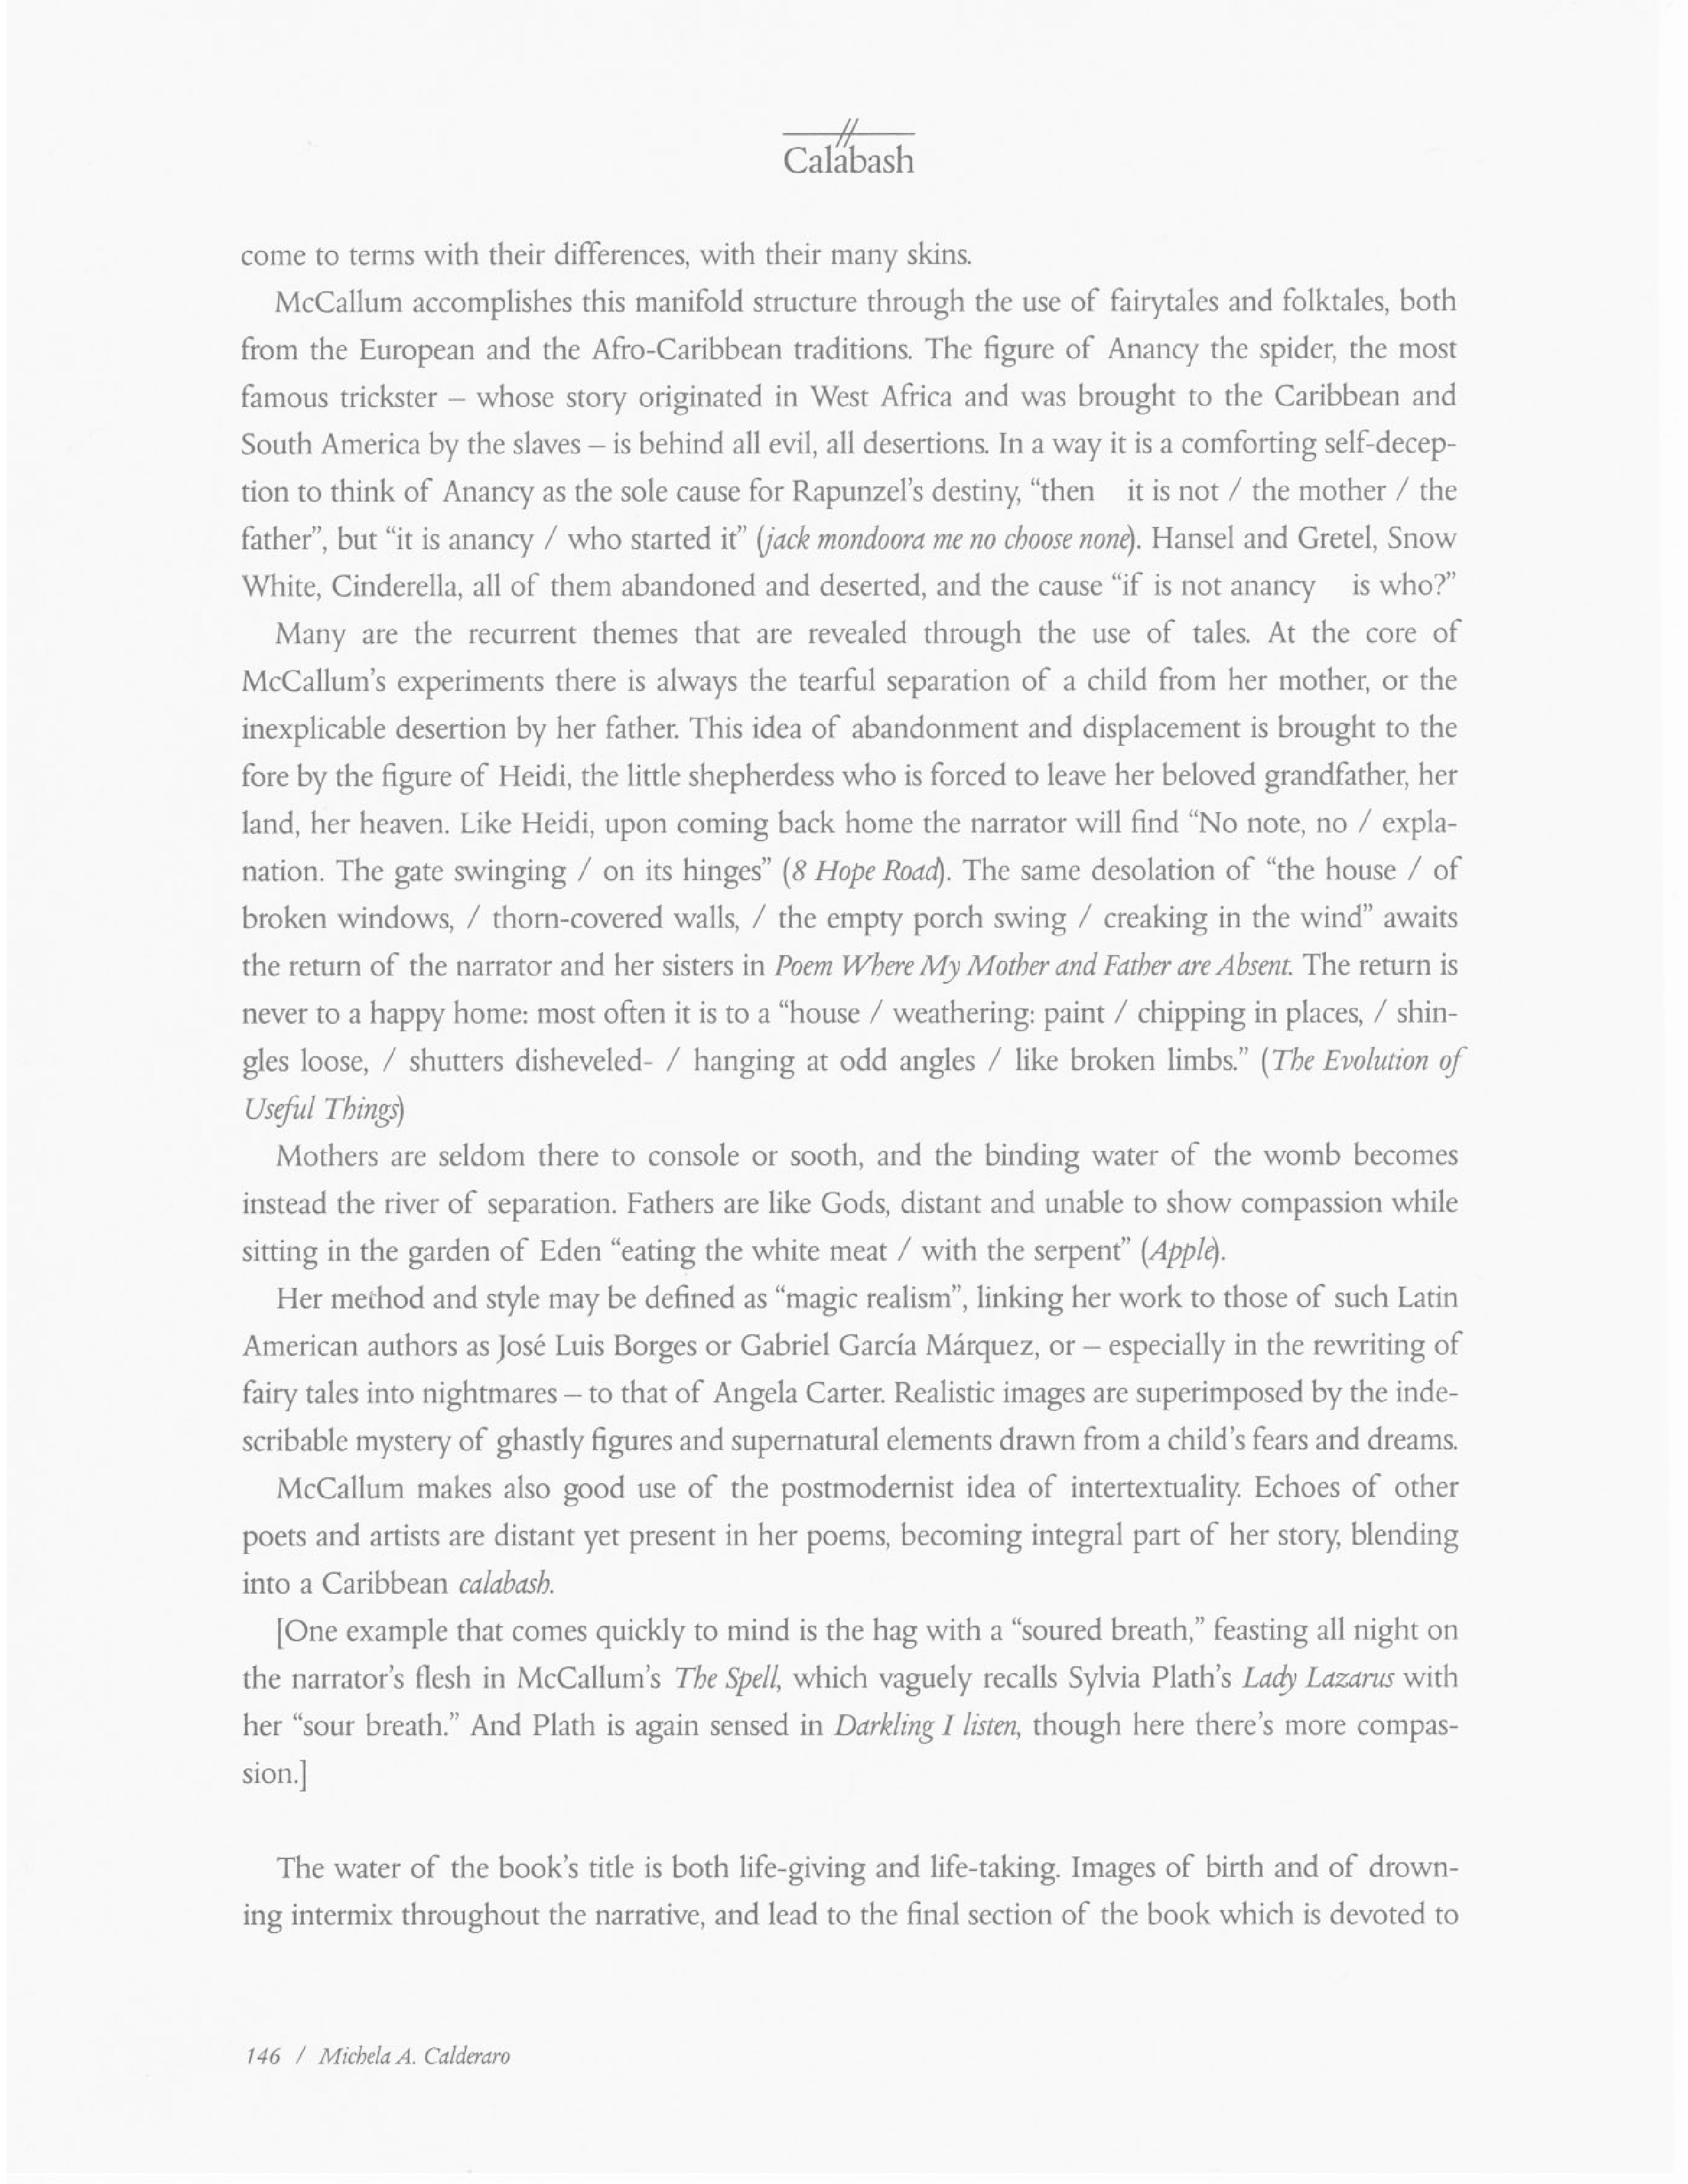 Calabash
come to terms with their differences, with their many skins.
McCallum accomplishes this manifold structure through the use of fairytales and folktales, both
from the European and the Afro-Caribbean traditions. The figure of Anancy the spider, the most
famous trickster – whose story originated in West Africa and was brought to the Caribbean and
South America by the slaves – is behind all evil, all desertions. In a way it is a comforting self-decep-
tion to think of Anancy as the sole cause for Rapunzel's destiny, “then   it is not / the mother / the
father”, but “it is anancy / who started it” (jack mondoora me no choose none). Hansel and Gretel, Snow
White, Cinderella, all of them abandoned and deserted, and the cause “if is not anancy   is who?”
Many are the recurrent themes that are revealed through the use of tales. At the core of
McCallum's experiments there is always the tearful separation of a child from her mother, or the
inexplicable desertion by her father. This idea of abandonment and displacement is brought to the
fore by the figure of Heidi, the little shepherdess who is forced to leave her beloved grandfather, her
land, her heaven. Like Heidi, upon coming back home the narrator will find “No note, no / expla-
nation. The gate swinging / on its hinges” (8 Hope Road). The same desolation of “the house / of
broken windows, / thorn-covered walls, / the empty porch swing / creaking in the wind” awaits
the return of the narrator and her sisters in Poem Where My Mother and Father are Absent. The return is
never to a happy home: most often it is to a “house / weathering: paint / chipping in places, / shin-
gles loose, / shutters disheveled- / hanging at odd angles / like broken limbs.” (The Evolution of
Useful Things)
Mothers are seldom there to console or sooth, and the binding water of the womb becomes
instead the river of separation. Fathers are like Gods, distant and unable to show compassion while
sitting in the garden of Eden “eating the white meat / with the serpent” (Apple).
Her method and style may be defined as “magic realism”, linking her work to those of such Latin
American authors as José Luis Borges or Gabriel García Márquez, or – especially in the rewriting of
fairy tales into nightmares – to that of Angela Carter. Realistic images are superimposed by the inde-
scribable mystery of ghastly figures and supernatural elements drawn from a child's fears and dreams.
McCallum makes also good use of the postmodernist idea of intertextuality. Echoes of other
poets and artists are distant yet present in her poems, becoming integral part of her story, blending
into a Caribbean calabash.
[One example that comes quickly to mind is the hag with a “soured breath,” feasting all night on
the narrator's flesh in McCallum's The Spell, which vaguely recalls Sylvia Plath's Lady Lazarus with
her “sour breath.” And Plath is again sensed in Darkling I listen, though here there's more compas-
sion.]
The water of the book's title is both life-giving and life-taking. Images of birth and of drown-
ing intermix throughout the narrative, and lead to the final section of the book which is devoted to
146 / Michela A. Calderaro